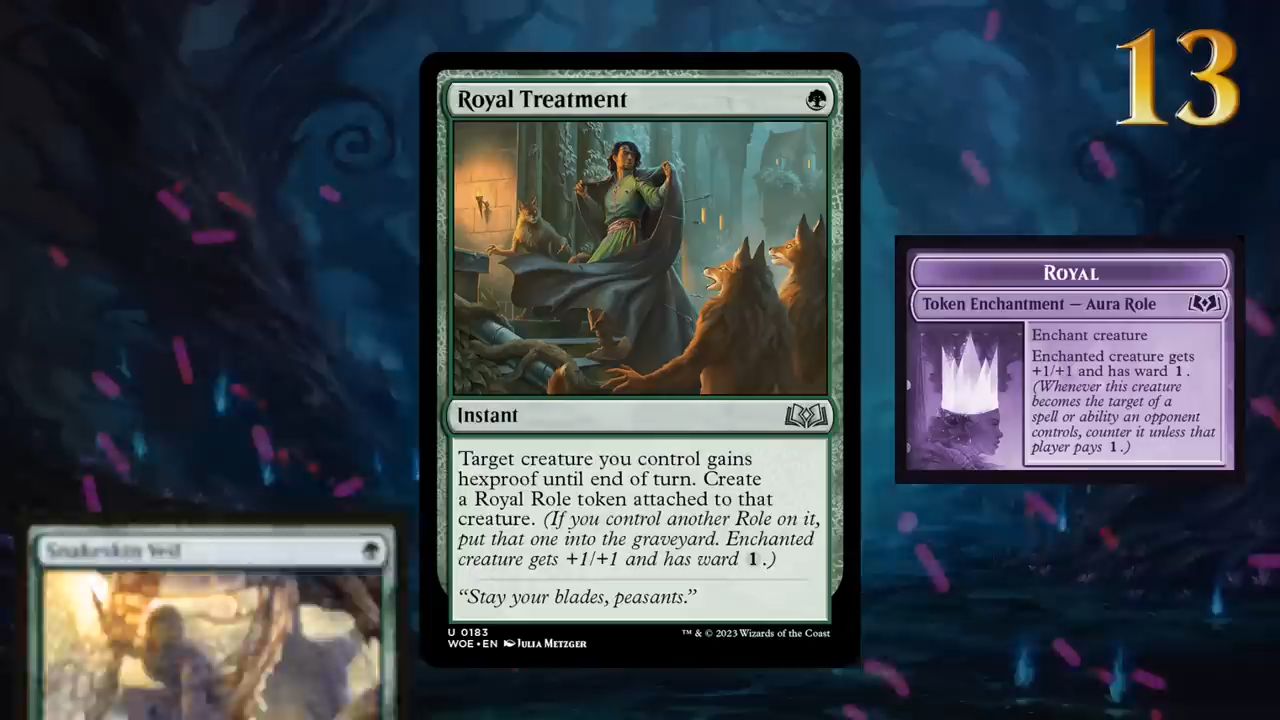 13
Royal Treatment
Instant
Target creature you control gains
hexproof until end of turn. Create
a Royal Role token attached to that
creature. (If you control another Role on it,
put that one into the graveyard. Enchanted
creature gets +1/+1 and has ward 1.)
“Stay your blades, peasants.”
U 0183
WOE • EN Julia Metzger
™ & © 2023 Wizards of the Coast
Royal
Token Enchantment — Aura Role
Enchant creature
Enchanted creature gets
+1/+1 and has ward 1.
(Whenever this creature
becomes the target of a
spell or ability an opponent
controls, counter it unless that
player pays 1.)
Snakeskin Veil